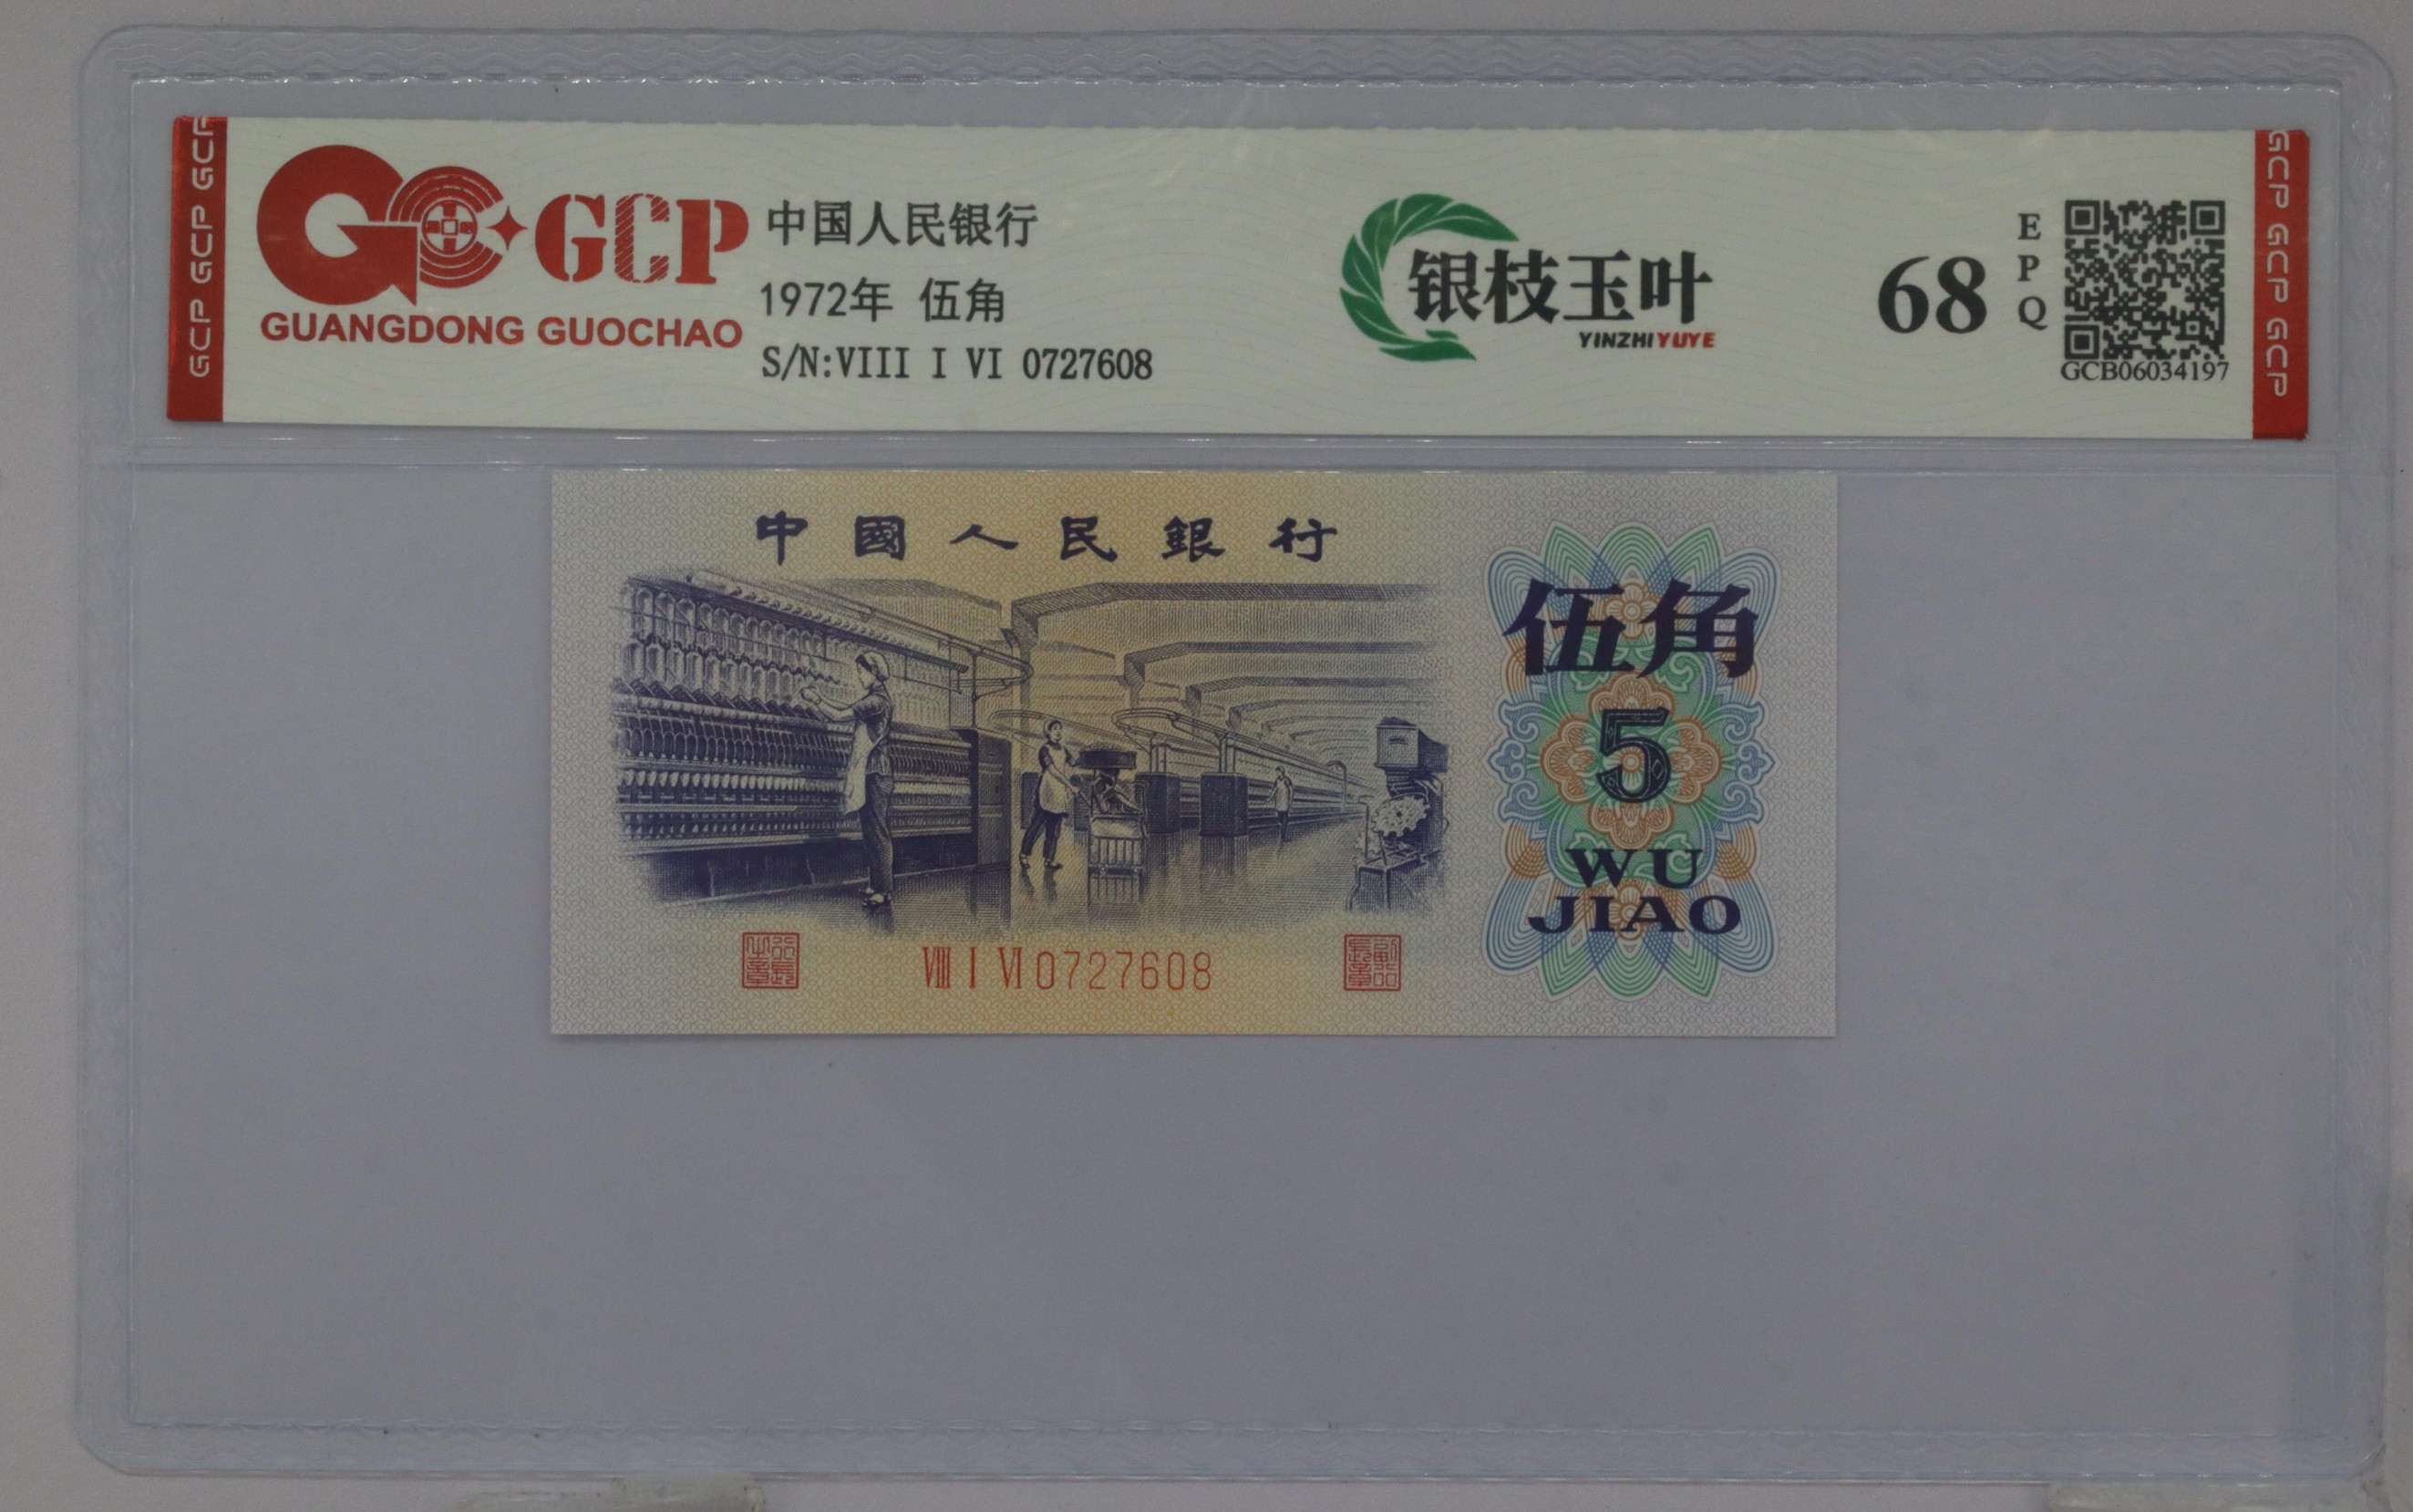 GCP GCP GCP
GCP
GUANGDONG GUOCHAO
中国人民银行
1972年 伍角
S/N:VIII I VI 0727608
银枝玉叶
YINZHIYUYE
68
EPQ
GCB06034197
GCP GCP GCP
中國人民銀行
伍角
5
WU
JIAO
VIII I VI 0727608